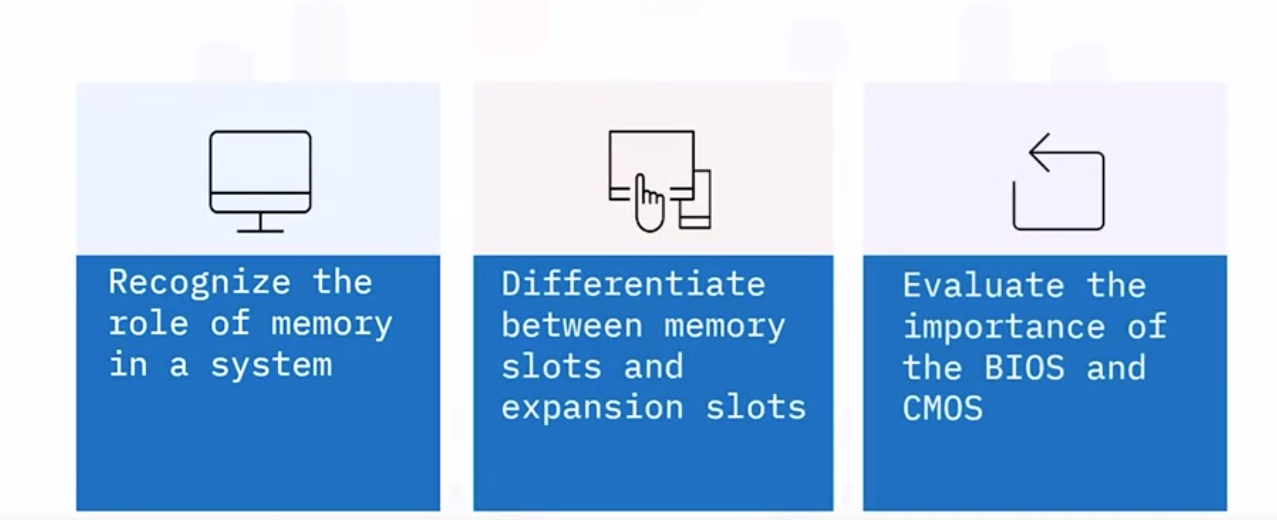 Recognize the
role of memory
in a system
Differentiate
between memory
slots and
expansion slots
Evaluate the
importance of
the BIOS and
CMOS